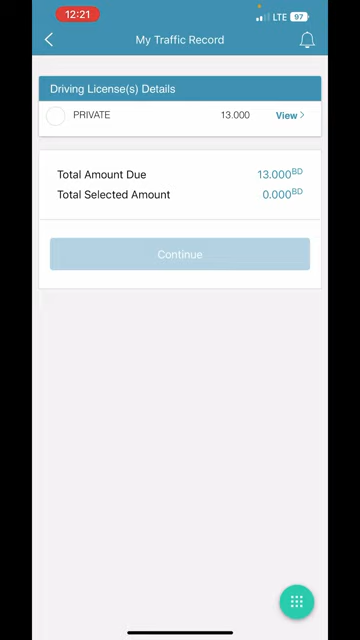 12:21
LTE 97
My Traffic Record
Driving License(s) Details
PRIVATE 13.000 View
Total Amount Due 13.000BD
Total Selected Amount 0.000BD
Continue